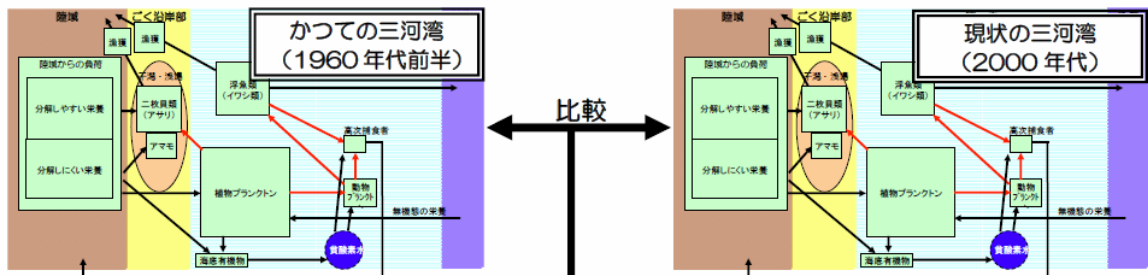 陸域
ごく沿岸部
かつての三河湾
(1960年代前半)
漁獲
漁獲
陸域からの負荷
干潟・浅場
浮魚類
(イワシ類)
分解しやすい栄養
二枚貝類
(アサリ)
高次捕食者
アマモ
分解しにくい栄養
植物プランクトン
動物
プランクト
無機態の栄養
貧酸素水
海底有機物
比較
陸域
ごく沿岸部
現状の三河湾
(2000年代)
漁獲
漁獲
陸域からの負荷
干潟・浅場
浮魚類
(イワシ類)
分解しやすい栄養
二枚貝類
(アサリ)
高次捕食者
アマモ
分解しにくい栄養
植物プランクトン
動物
プランクト
無機態の栄養
貧酸素水
海底有機物